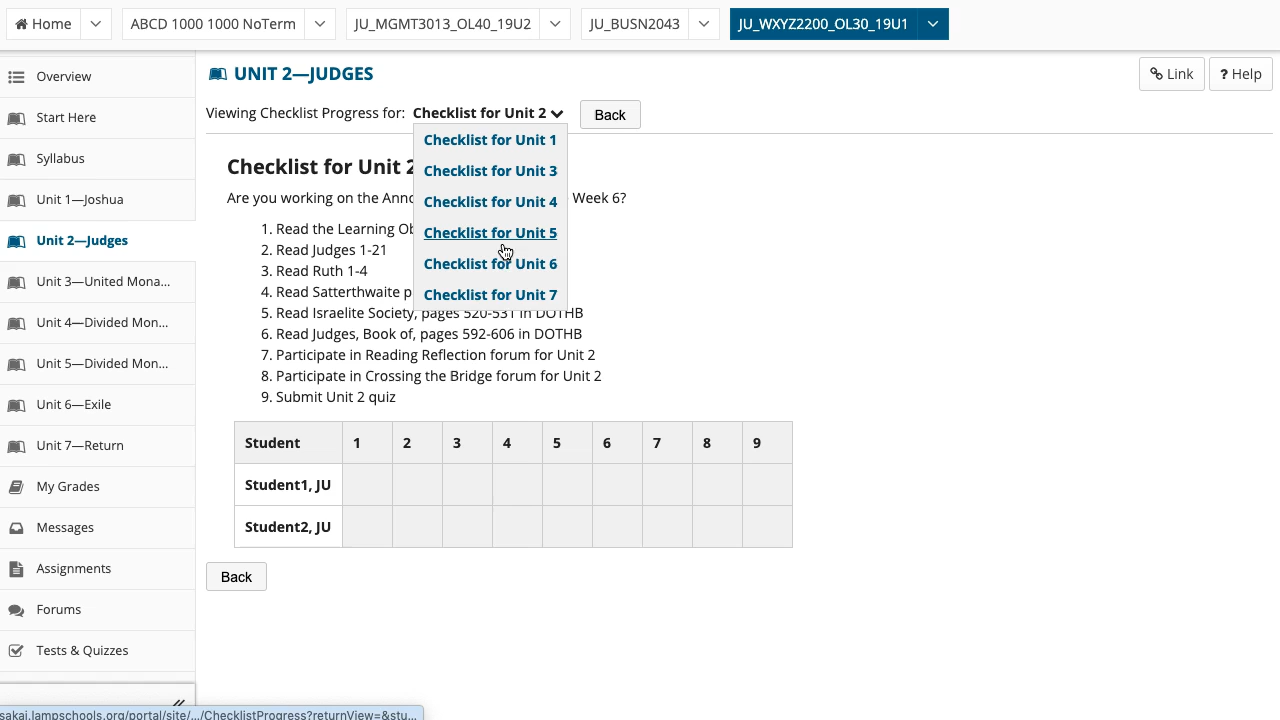 Home
ABCD 1000 1000 NoTerm
JU_MGMT3013_OL40_19U2
JU_BUSN2043
JU_WXYZ2200_OL30_19U1
Overview
Start Here
Syllabus
Unit 1—Joshua
Unit 2—Judges
Unit 3—United Mona...
Unit 4—Divided Mon...
Unit 5—Divided Mon...
Unit 6—Exile
Unit 7—Return
My Grades
Messages
Assignments
Forums
Tests & Quizzes
UNIT 2—JUDGES
Link
? Help
Viewing Checklist Progress for: Checklist for Unit 2
Back
Checklist for Unit 1
Checklist for Unit 3
Checklist for Unit 4
Checklist for Unit 5
Checklist for Unit 6
Checklist for Unit 7
Checklist for Unit 2
Are you working on the Week 6?
1. Read the Learning
2. Read Judges 1-21
3. Read Ruth 1-4
4. Read Satterthwaite
5. Read Israelite Society, pages 520-531 in DOTHB
6. Read Judges, Book of, pages 592-606 in DOTHB
7. Participate in Reading Reflection forum for Unit 2
8. Participate in Crossing the Bridge forum for Unit 2
9. Submit Unit 2 quiz
Student 1 2 3 4 5 6 7 8 9
Student1, JU
Student2, JU
Back
sakai.lampschools.org/portal/site/.../ChecklistProgress?returnView=&stu...